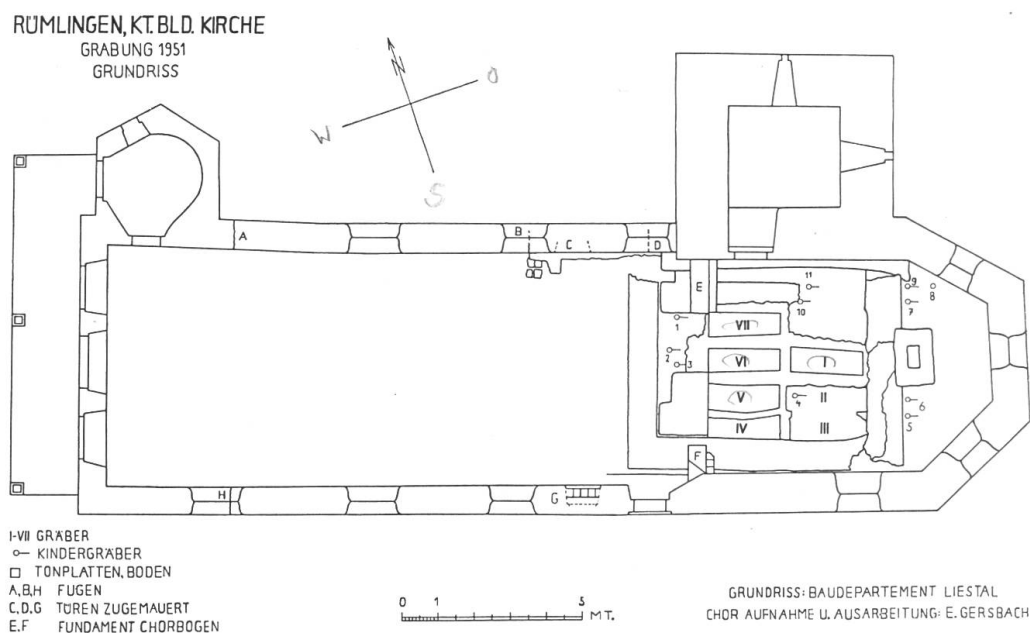 RÜMLINGEN, KT. BLD. KIRCHE
GRABUNG 1951
GRUNDRISS
N
O
W
S
A
B
C
D
E
11
10
9
8
7
1
VII
2
3
VI
I
V
4
II
6
5
IV
III
F
H
G
I-VII GRÄBER
KINDERGRÄBER
TONPLATTEN, BODEN
A,B,H FUGEN
C,D,G TÜREN ZUGEMAUERT
E.F FUNDAMENT CHORBOGEN
0 1 5 MT.
GRUNDRISS: BAUDEPARTEMENT LIESTAL
CHOR AUFNAHME U. AUSARBEITUNG: E. GERSBACH